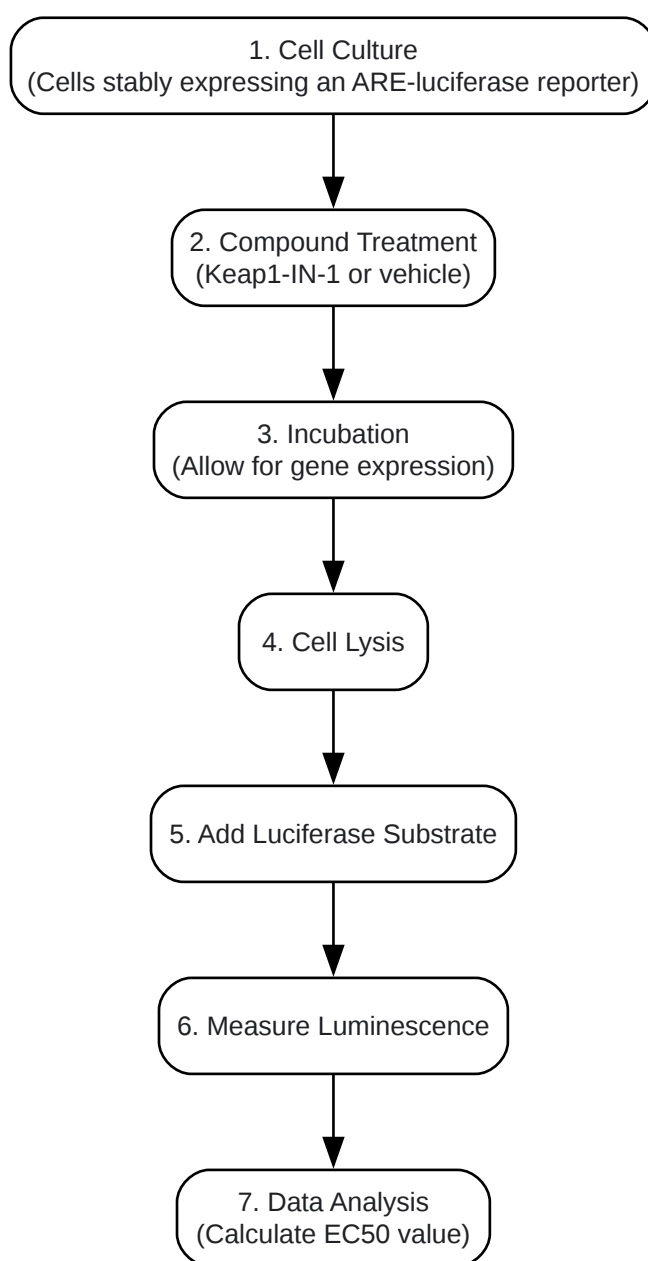 1. Cell Culture
(Cells stably expressing an ARE-luciferase reporter)
2. Compound Treatment
(Keap1-IN-1 or vehicle)
3. Incubation
(Allow for gene expression)
4. Cell Lysis
5. Add Luciferase Substrate
6. Measure Luminescence
7. Data Analysis
(Calculate EC50 value)